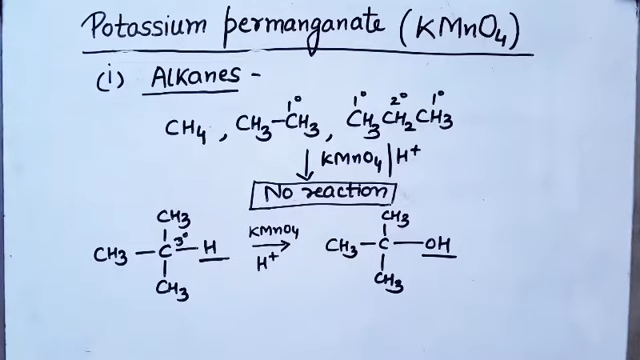 Potassium permanganate (KMnO4)
(i) Alkanes -
1° 1° 2° 1°
CH4, CH3-CH3, CH3CH2CH3
KMnO4/H+
No reaction
CH3 CH3
CH3-C3°-H KMnO4 H+ CH3-C-OH
CH3 CH3